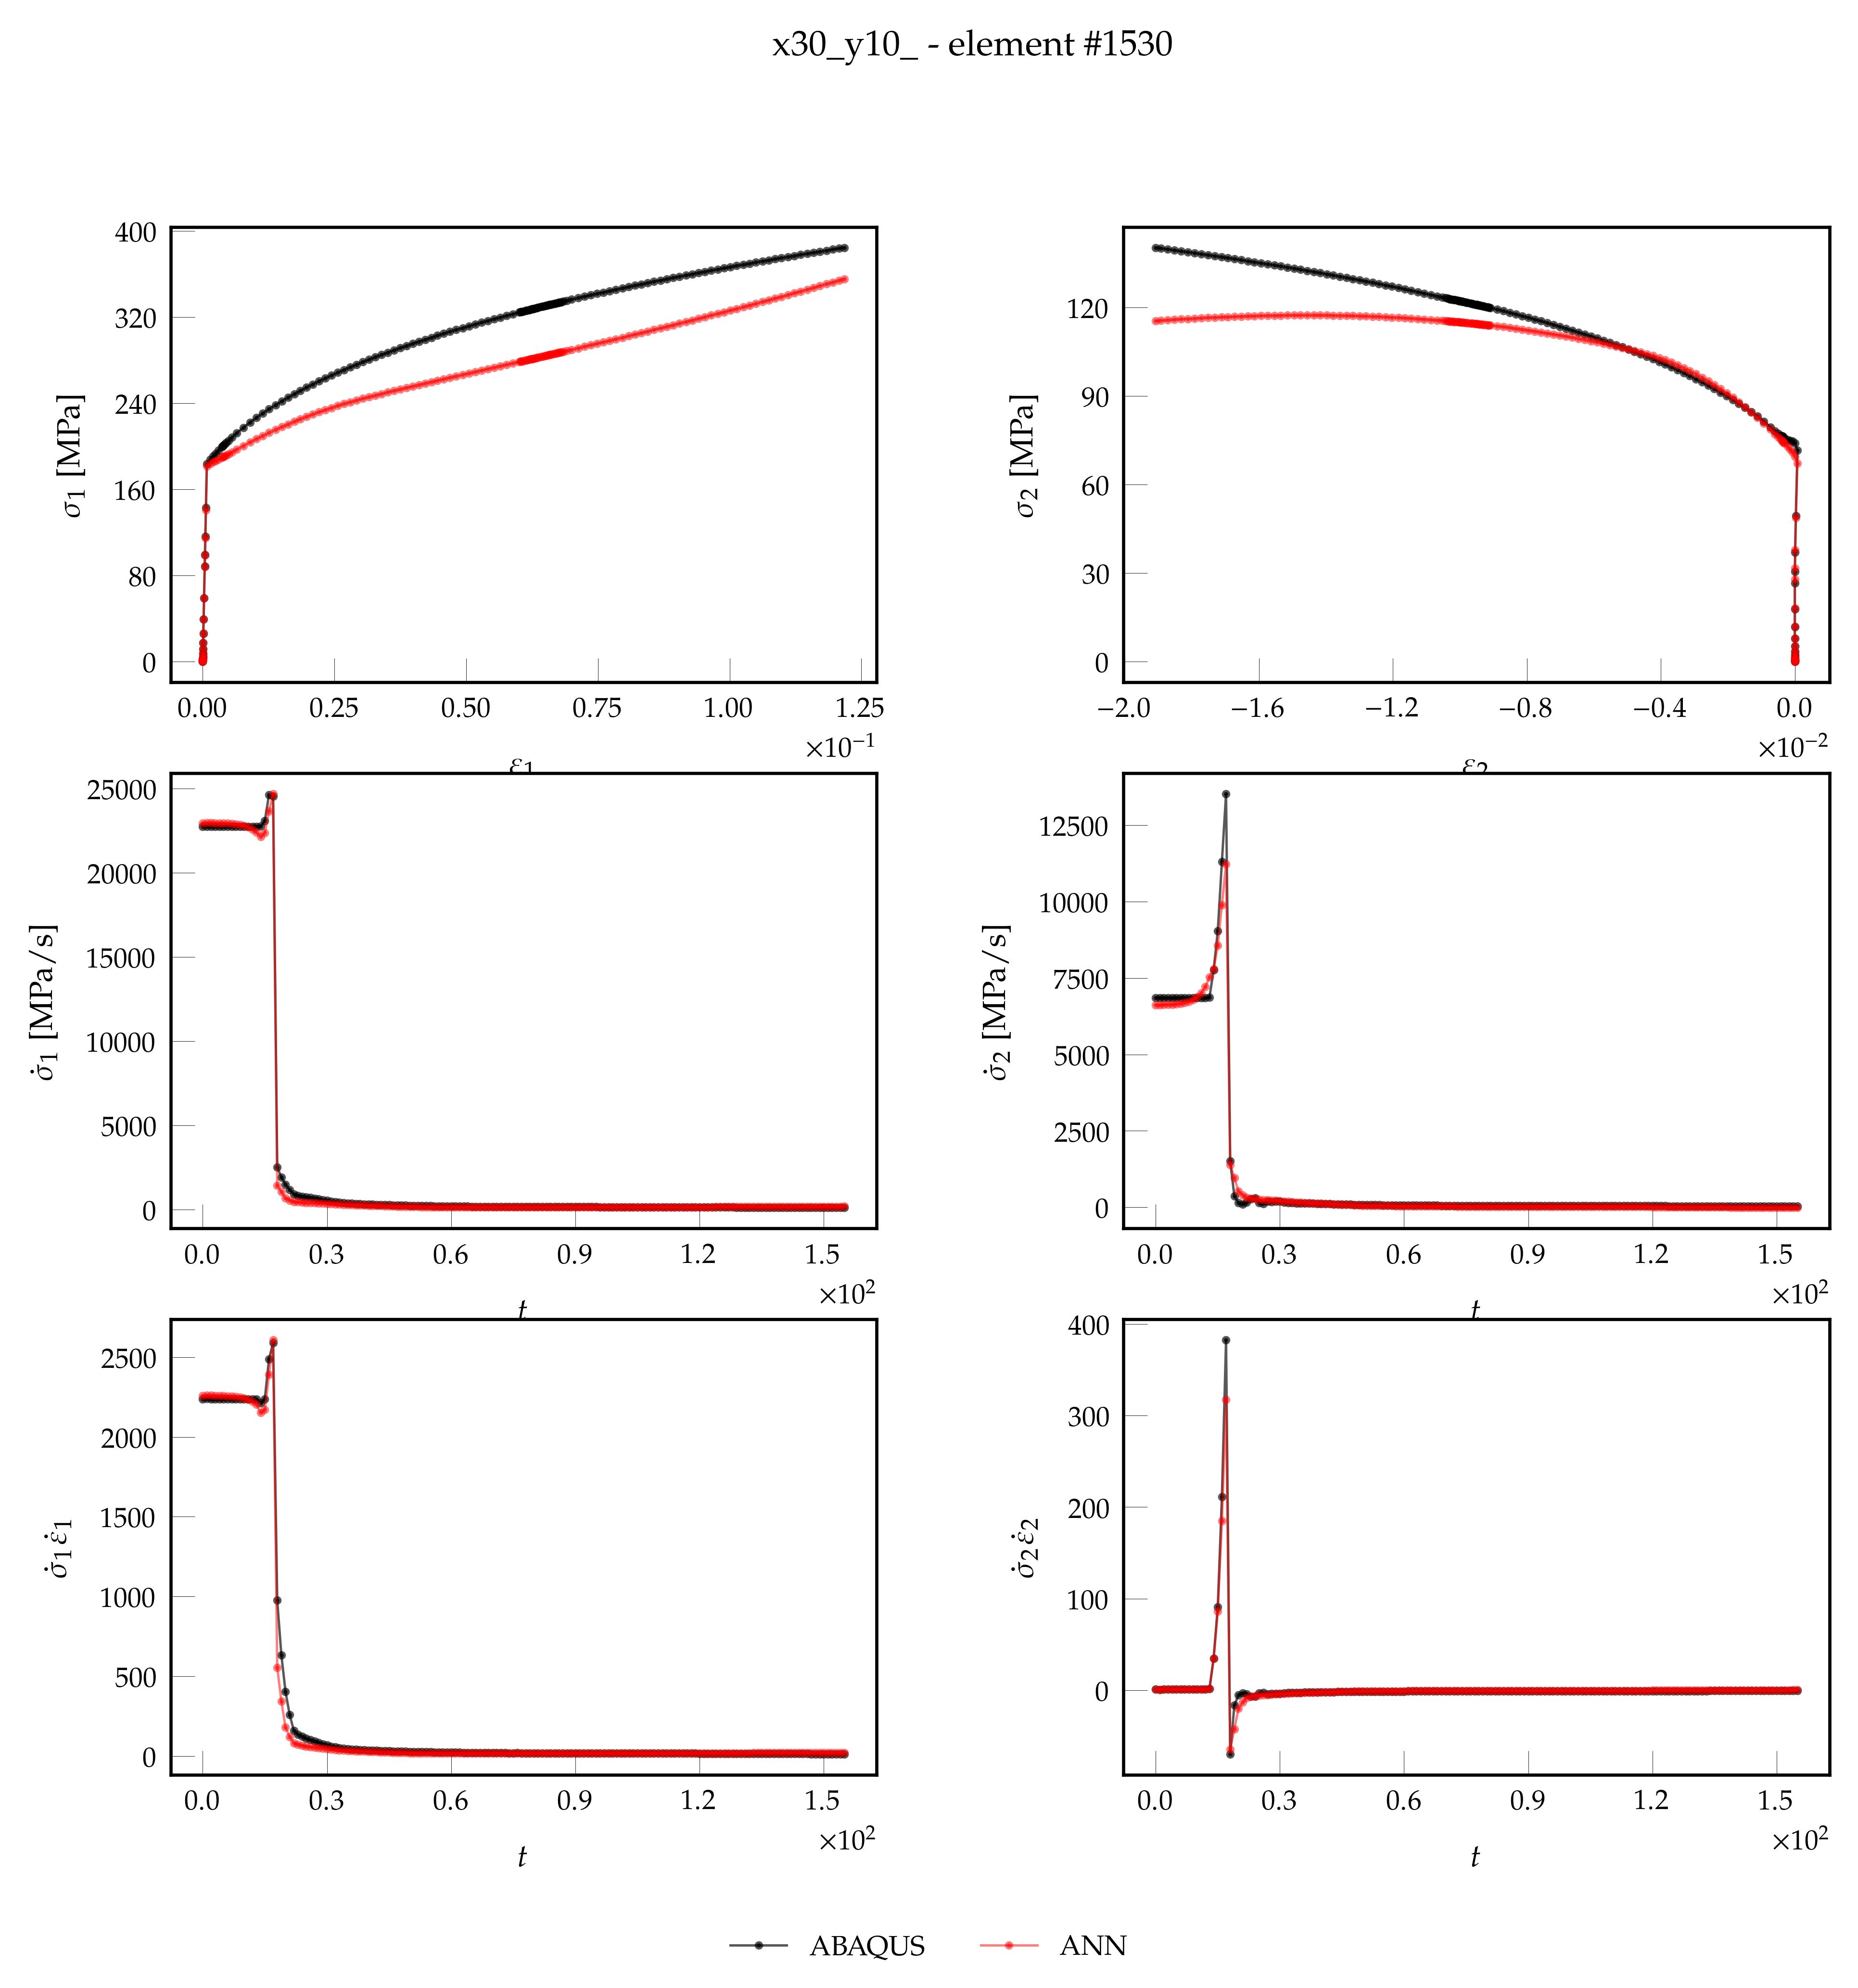 x30_y10_ - element #1530
400
320
240
160
80
0
σ₁ [MPa]
0.00 0.25 0.50 0.75 1.00 1.25
×10⁻¹
ε₁
120
90
60
30
0
σ₂ [MPa]
−2.0 −1.6 −1.2 −0.8 −0.4 0.0
×10⁻²
ε₂
25000
20000
15000
10000
5000
0
σ̇₁ [MPa/s]
0.0 0.3 0.6 0.9 1.2 1.5
×10²
t
12500
10000
7500
5000
2500
0
σ̇₂ [MPa/s]
0.0 0.3 0.6 0.9 1.2 1.5
×10²
t
2500
2000
1500
1000
500
0
σ̇₁ε̇₁
0.0 0.3 0.6 0.9 1.2 1.5
×10²
t
400
300
200
100
0
σ̇₂ε̇₂
0.0 0.3 0.6 0.9 1.2 1.5
×10²
t
ABAQUS ANN